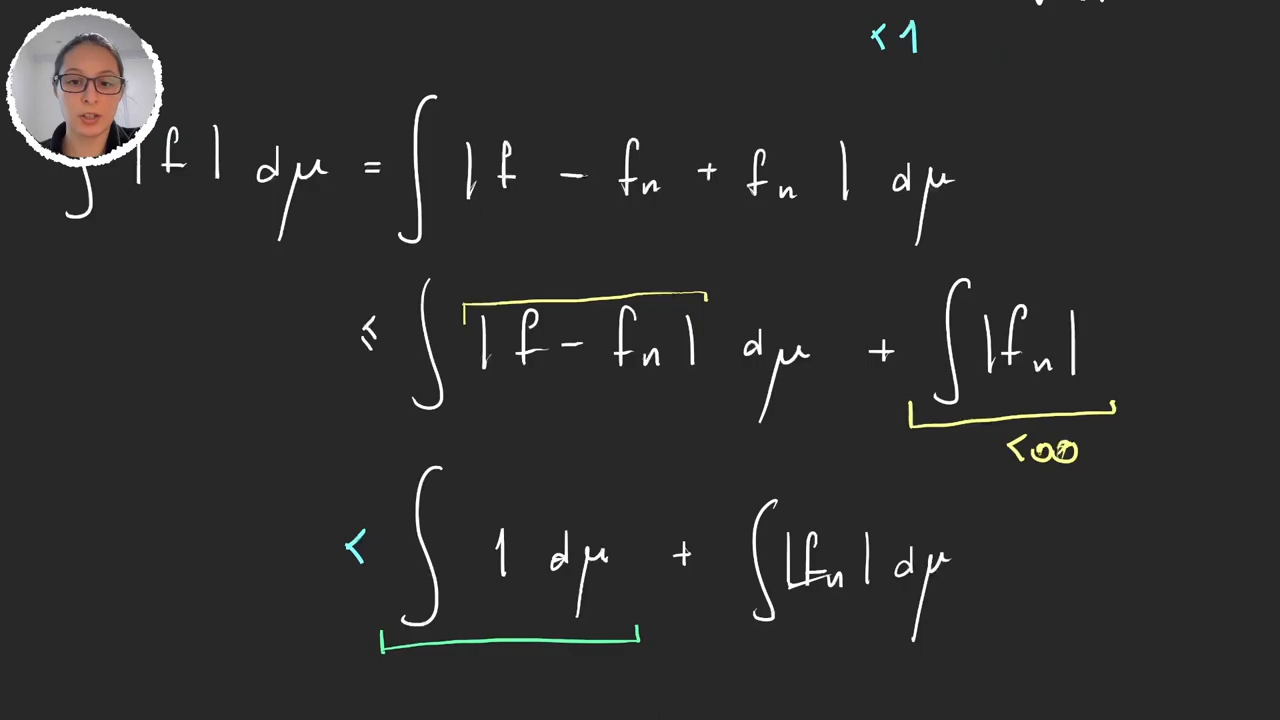 < 1
∫ |f| dμ = ∫ |f - fₙ + fₙ| dμ
≤ ∫ |f - fₙ| dμ + ∫ |fₙ|
<∞
< ∫ 1 dμ + ∫ |fₙ| dμ